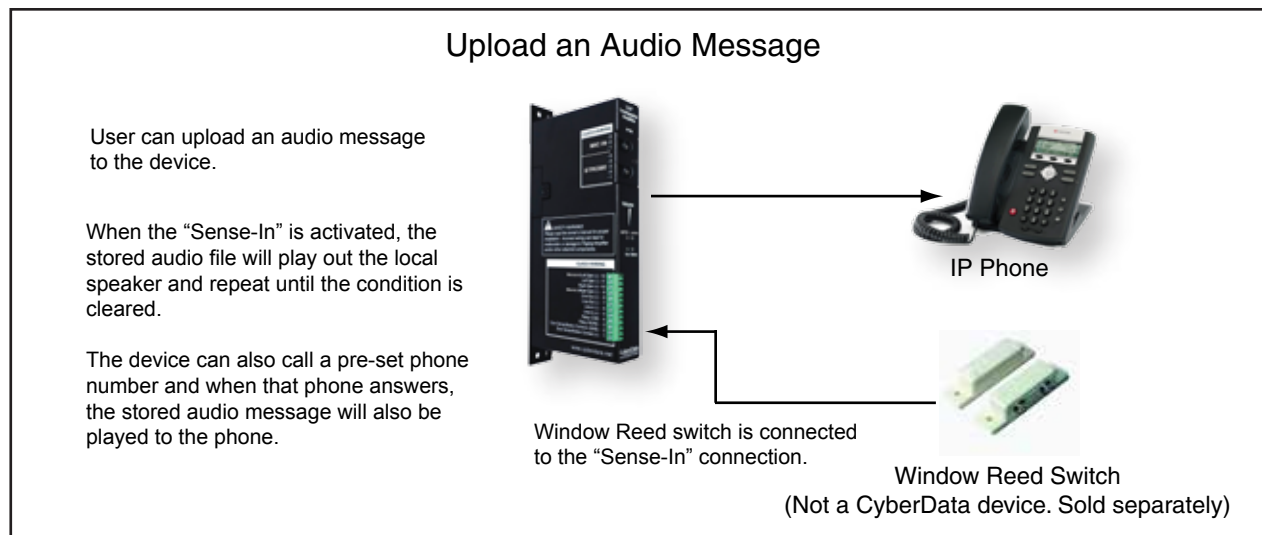 Upload an Audio Message
User can upload an audio message
to the device.
When the “Sense-In” is activated, the
stored audio file will play out the local
speaker and repeat until the condition is
cleared.
The device can also call a pre-set phone
number and when that phone answers,
the stored audio message will also be
played to the phone.
IP Phone
Window Reed switch is connected
to the “Sense-In” connection.
Window Reed Switch
(Not a CyberData device. Sold separately)